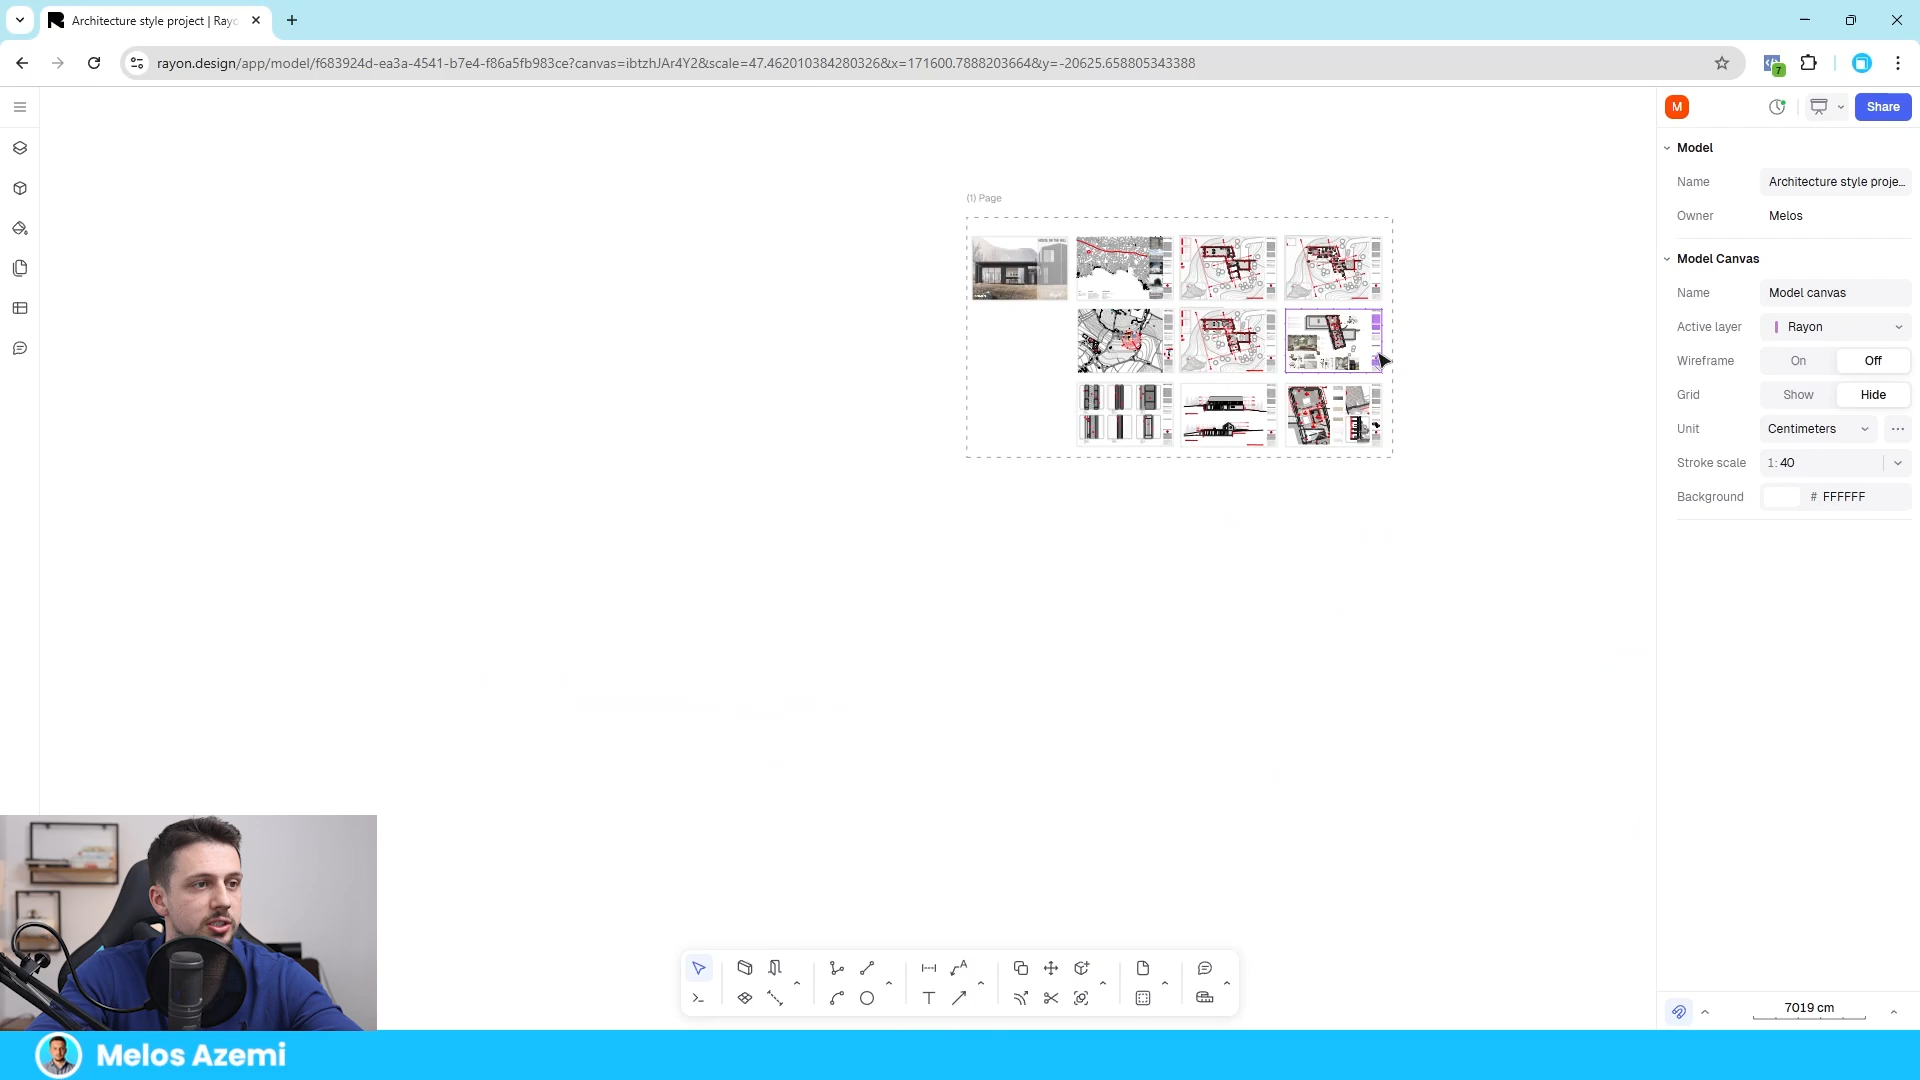 Architecture style project | Rayo
rayon.design/app/model/f683924d-ea3a-4541-b7e4-f86a5fb983ce?canvas=ibtzhJAr4Y2&scale=47.462010384280326&x=171600.7888203664&y=-20625.658805343388
7
M
Share
Model
Name
Architecture style proje...
Owner
Melos
Model Canvas
Name
Model canvas
Active layer
Rayon
Wireframe
On
Off
Grid
Show
Hide
Unit
Centimeters
Stroke scale
1: 40
Background
# FFFFFF
(1) Page
7019 cm
Melos Azemi